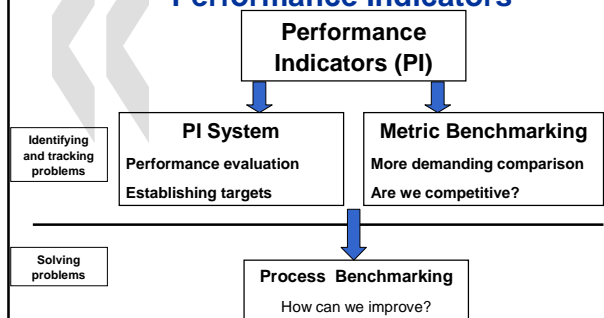 Performance Indicators
Performance
Indicators (PI)
Identifying
and tracking
problems
PI System
Performance evaluation
Establishing targets
Metric Benchmarking
More demanding comparison
Are we competitive?
Solving
problems
Process Benchmarking
How can we improve?